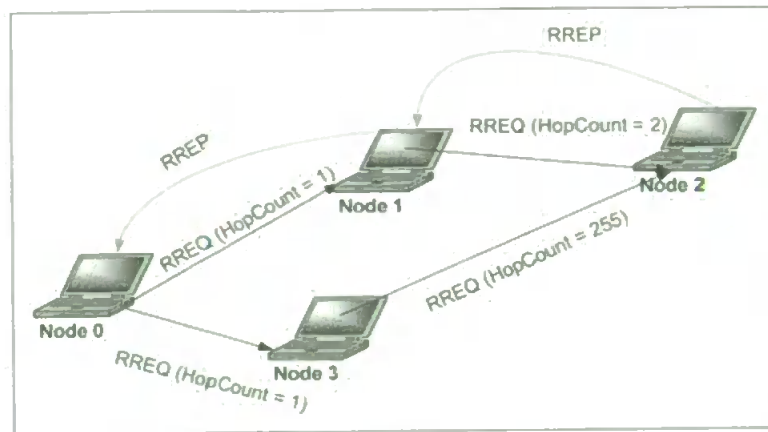 RREP
RREP
RREQ (HopCount = 2)
Node 2
Node 1
RREQ (HopCount = 1)
RREQ (HopCount = 255)
Node 0
Node 3
RREQ (HopCount = 1)